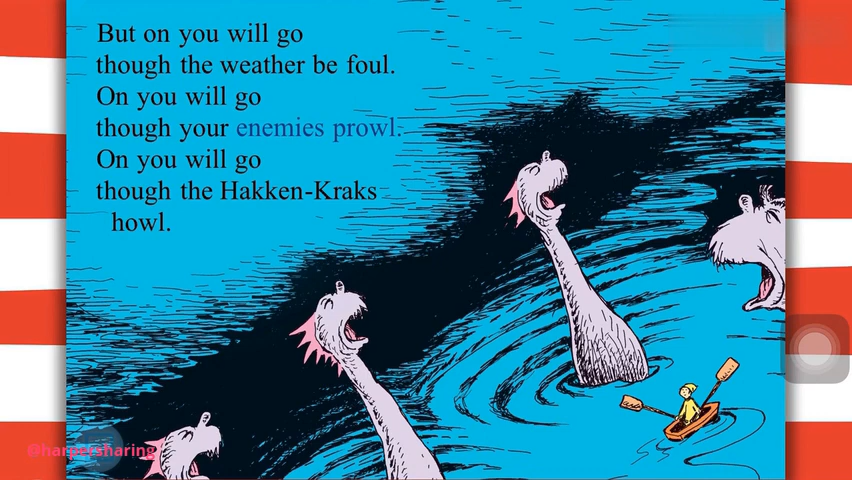 But on you will go
though the weather be foul.
On you will go
though your enemies prowl.
On you will go
though the Hakken-Kraks
howl.
@harpersharing